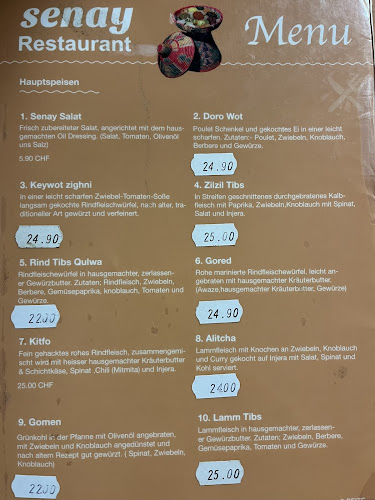 senay
Restaurant
Menu
Hauptspeisen
1. Senay Salat
Frisch zubereiteter Salat, angerichtet mit dem haus-
gemachten Oil Dressing. (Salat, Tomaten, Olivenöl
uns Salz)
5.90 CHF
2. Doro Wot
Poulet Schenkel und gekochtes Ei in einer leicht
scharfen. Zutaten:- Poulet, Zwiebeln, Knoblauch,
Berbere und Gewürze.
24.90
3. Keywot zighni
In einer leicht scharfen Zwiebel-Tomaten-Soße
langsam gekochte Rindfleischwürfel, nach alter, tra-
ditioneller Art gewürzt und verfeinert.
24.90
4. Zilzil Tibs
In Streifen geschnittenes durchgebratenes Kalb-
fleisch mit Paprika, Zwiebeln,Knoblauch mit Spinat,
Salat und Injera.
25.00
5. Rind Tibs Qulwa
Rindfleischewürfel in hausgemachter, zerlassen-
er Gewürzbutter. Zutaten; Rindfleisch, Zwiebeln,
Berbere, Gemüsepaprika, knoblauch, Tomaten und
Gewürze.
22.00
6. Gored
Rohe marinierte Rindfleischewürfel, leicht an-
gebraten mit hausgemachter Kräuterbutter.
(Awaze,hausgemachter Kräuterbutter, Gewürze)
24.90
7. Kitfo
Fein gehacktes rohes Rindfleisch, zusammengemi-
scht wird mit heisser hausgemachter Kräuterbutter
& Schichtkäse, Spinat ,Chili (Mitmita) und Injera.
25.00 CHF
8. Alitcha
Lammfleisch mit Knochen an Zwiebeln, Knoblauch
und Curry gekocht auf Injera mit Salat, Spinat und
Kohl serviert.
24.00
9. Gomen
Grünkohl in der Pfanne mit Olivenöl angebraten,
mit Zwiebeln und Knoblauch angedünstet und
nach altem Rezept gut gewürzt. ( Spinat, Zwiebeln,
Knoblauch)
22.00
10. Lamm Tibs
Lammfleisch in hausgemachter, zerlassen-
er Gewürzbutter. Zutaten; Zwiebeln, Berbere,
Gemüsepaprika, Tomaten und Gewürze.
25.00